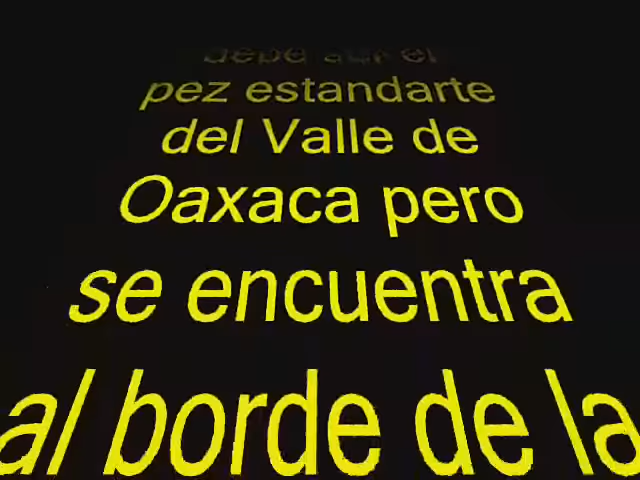 pez estandarte
del Valle de
Oaxaca pero
se encuentra
al borde de la